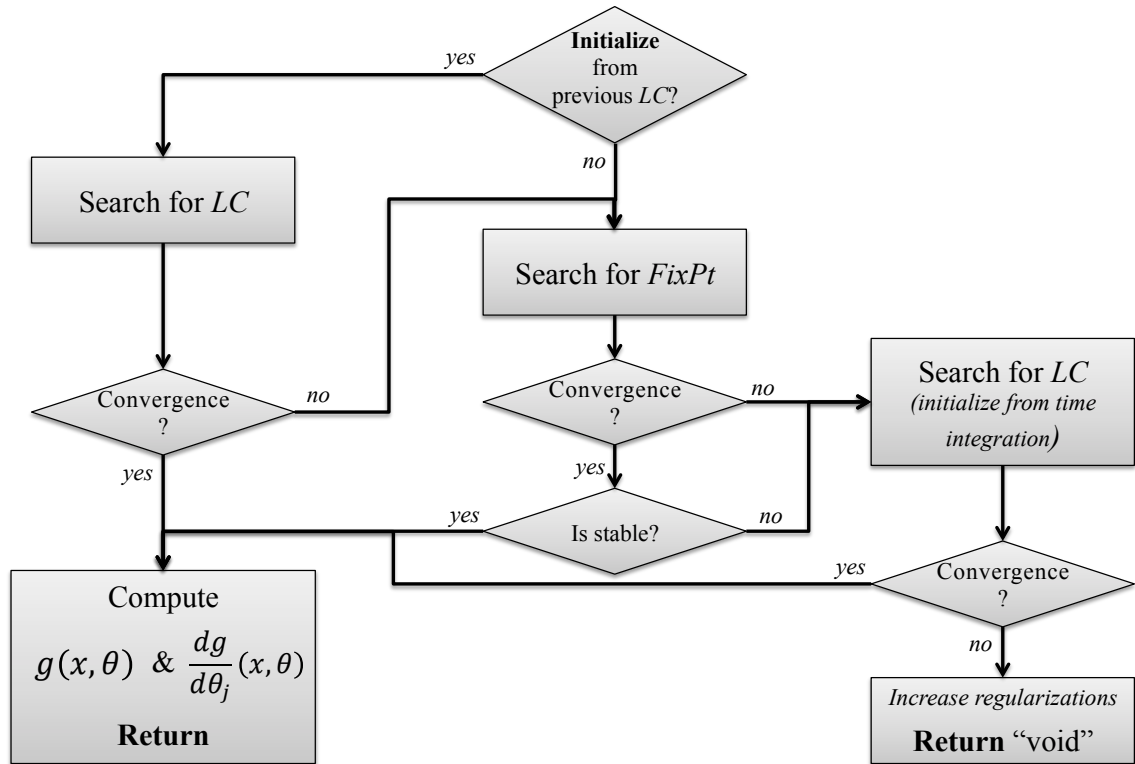 Initialize
from
previous LC?
yes
no
Search for LC
Search for FixPt
Convergence
?
no
yes
Convergence
?
no
yes
Search for LC
(initialize from time
integration)
Is stable?
yes
no
Convergence
?
yes
no
Compute
g(x, θ) & dg/dθⱼ (x, θ)
Return
Increase regularizations
Return “void”